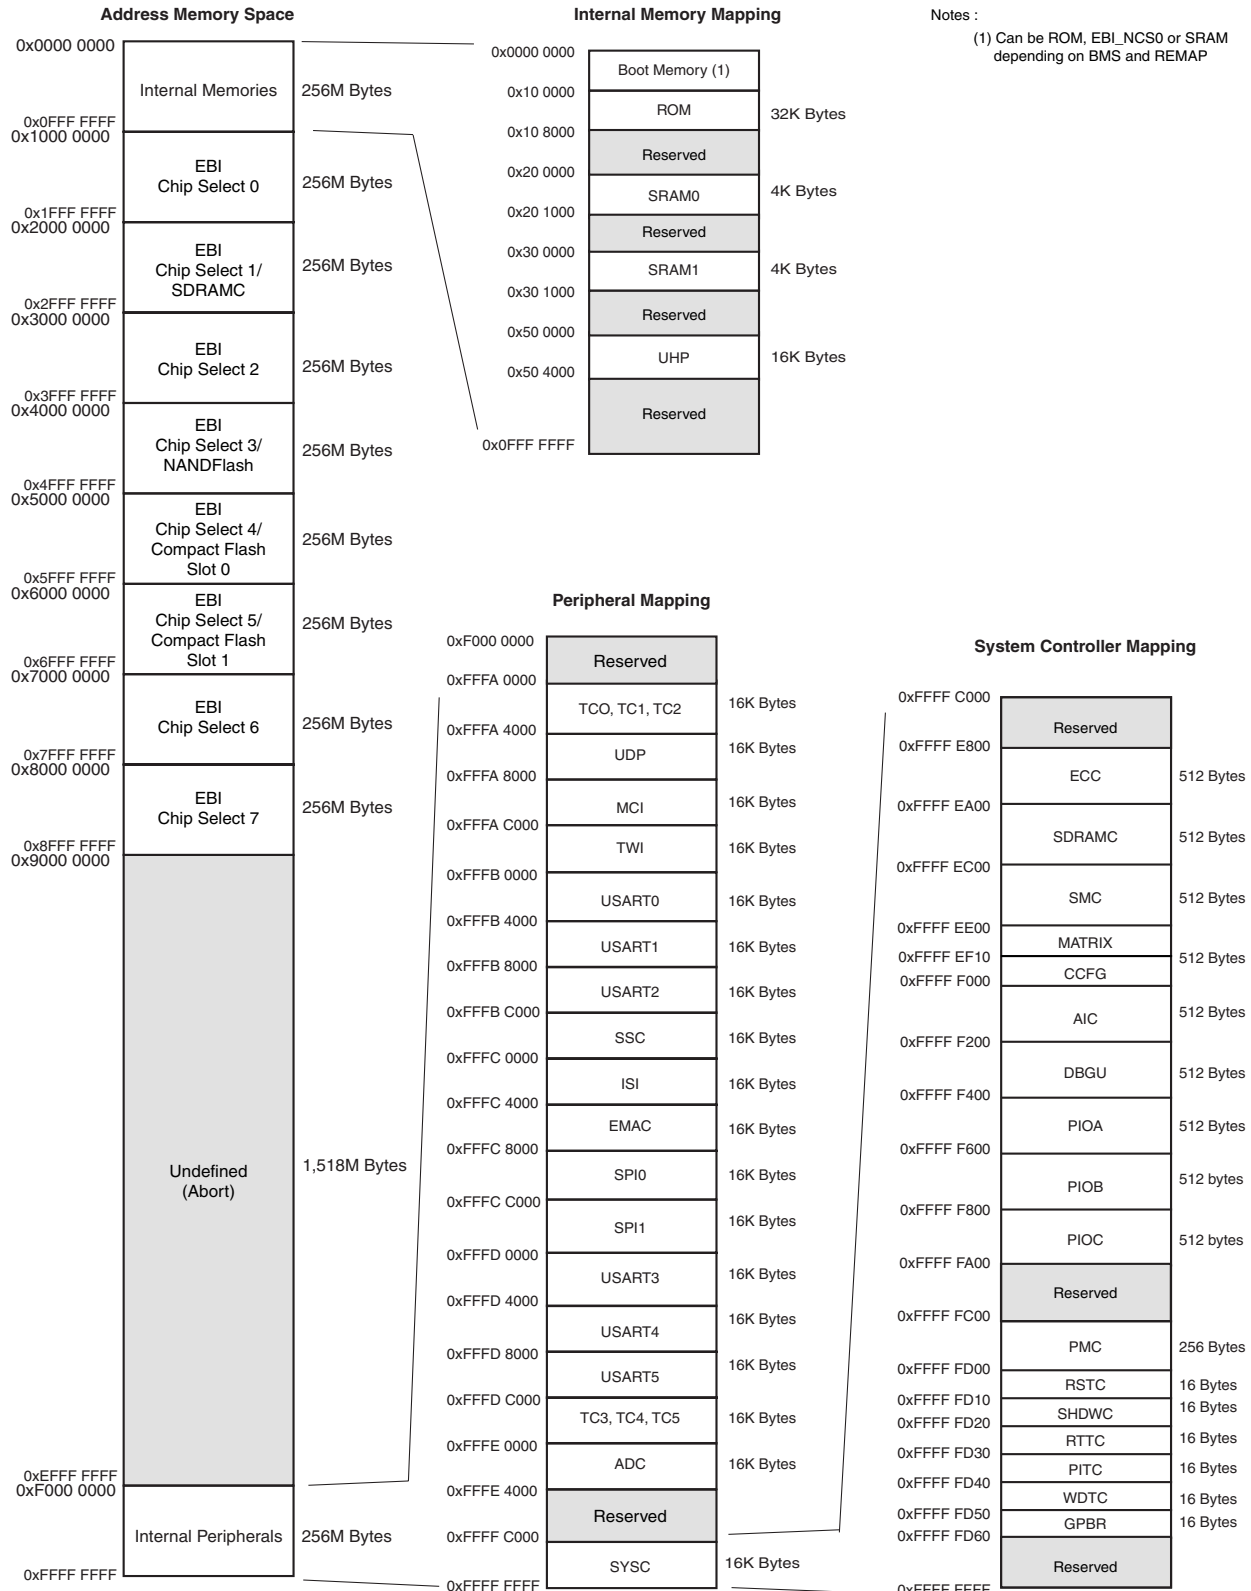 Address Memory Space
0x0000 0000
Internal Memories
256M Bytes
0x0FFF FFFF
0x1000 0000
EBI
Chip Select 0
256M Bytes
0x1FFF FFFF
0x2000 0000
EBI
Chip Select 1/
SDRAMC
256M Bytes
0x2FFF FFFF
0x3000 0000
EBI
Chip Select 2
256M Bytes
0x3FFF FFFF
0x4000 0000
EBI
Chip Select 3/
NANDFlash
256M Bytes
0x4FFF FFFF
0x5000 0000
EBI
Chip Select 4/
Compact Flash
Slot 0
256M Bytes
0x5FFF FFFF
0x6000 0000
EBI
Chip Select 5/
Compact Flash
Slot 1
256M Bytes
0x6FFF FFFF
0x7000 0000
EBI
Chip Select 6
256M Bytes
0x7FFF FFFF
0x8000 0000
EBI
Chip Select 7
256M Bytes
0x8FFF FFFF
0x9000 0000
Undefined
(Abort)
1,518M Bytes
0xEFFF FFFF
0xF000 0000
Internal Peripherals
256M Bytes
0xFFFF FFFF
Internal Memory Mapping
0x0000 0000
Boot Memory (1)
0x10 0000
ROM
32K Bytes
0x10 8000
Reserved
0x20 0000
SRAM0
4K Bytes
0x20 1000
Reserved
0x30 0000
SRAM1
4K Bytes
0x30 1000
Reserved
0x50 0000
UHP
16K Bytes
0x50 4000
Reserved
0x0FFF FFFF
Notes :
(1) Can be ROM, EBI_NCS0 or SRAM
depending on BMS and REMAP
Peripheral Mapping
0xF000 0000
Reserved
0xFFFA 0000
TCO, TC1, TC2
16K Bytes
0xFFFA 4000
UDP
16K Bytes
0xFFFA 8000
MCI
16K Bytes
0xFFFA C000
TWI
16K Bytes
0xFFFB 0000
USART0
16K Bytes
0xFFFB 4000
USART1
16K Bytes
0xFFFB 8000
USART2
16K Bytes
0xFFFB C000
SSC
16K Bytes
0xFFFC 0000
ISI
16K Bytes
0xFFFC 4000
EMAC
16K Bytes
0xFFFC 8000
SPI0
16K Bytes
0xFFFC C000
SPI1
16K Bytes
0xFFFD 0000
USART3
16K Bytes
0xFFFD 4000
USART4
16K Bytes
0xFFFD 8000
USART5
16K Bytes
0xFFFD C000
TC3, TC4, TC5
16K Bytes
0xFFFE 0000
ADC
16K Bytes
0xFFFE 4000
Reserved
0xFFFF C000
SYSC
16K Bytes
0xFFFF FFFF
System Controller Mapping
0xFFFF C000
Reserved
0xFFFF E800
ECC
512 Bytes
0xFFFF EA00
SDRAMC
512 Bytes
0xFFFF EC00
SMC
512 Bytes
0xFFFF EE00
MATRIX
0xFFFF EF10
512 Bytes
CCFG
0xFFFF F000
AIC
512 Bytes
0xFFFF F200
DBGU
512 Bytes
0xFFFF F400
PIOA
512 Bytes
0xFFFF F600
PIOB
512 bytes
0xFFFF F800
PIOC
512 bytes
0xFFFF FA00
Reserved
0xFFFF FC00
PMC
256 Bytes
0xFFFF FD00
RSTC
16 Bytes
0xFFFF FD10
SHDWC
16 Bytes
0xFFFF FD20
RTTC
16 Bytes
0xFFFF FD30
PITC
16 Bytes
0xFFFF FD40
WDTC
16 Bytes
0xFFFF FD50
GPBR
16 Bytes
0xFFFF FD60
Reserved
0xFFFF FFFF